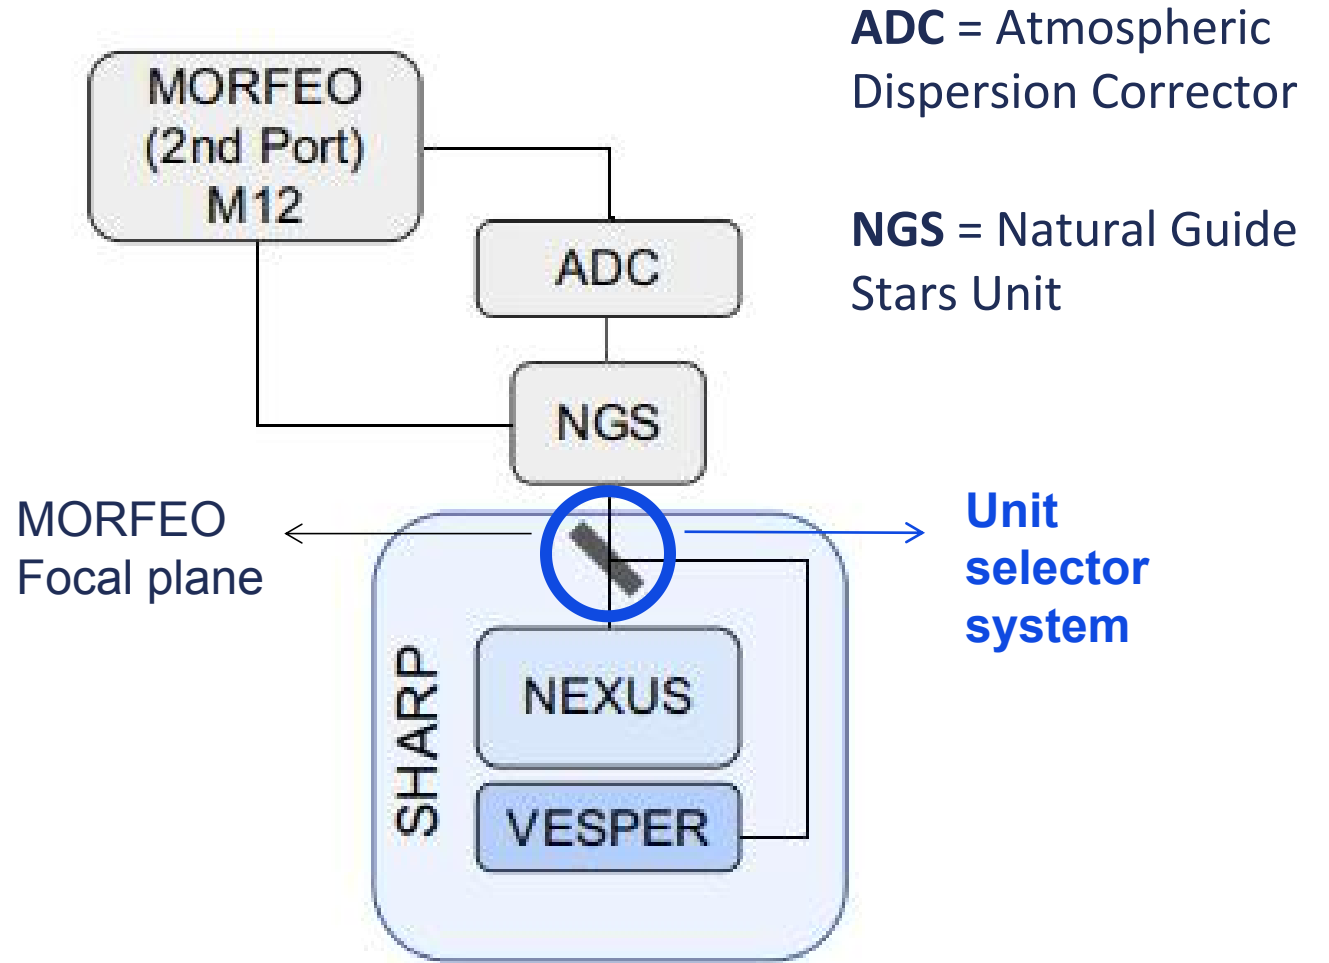 ADC = Atmospheric
Dispersion Corrector
MORFEO
(2nd Port)
M12
NGS = Natural Guide
Stars Unit
ADC
NGS
MORFEO
Focal plane
Unit
selector
system
SHARP
NEXUS
VESPER